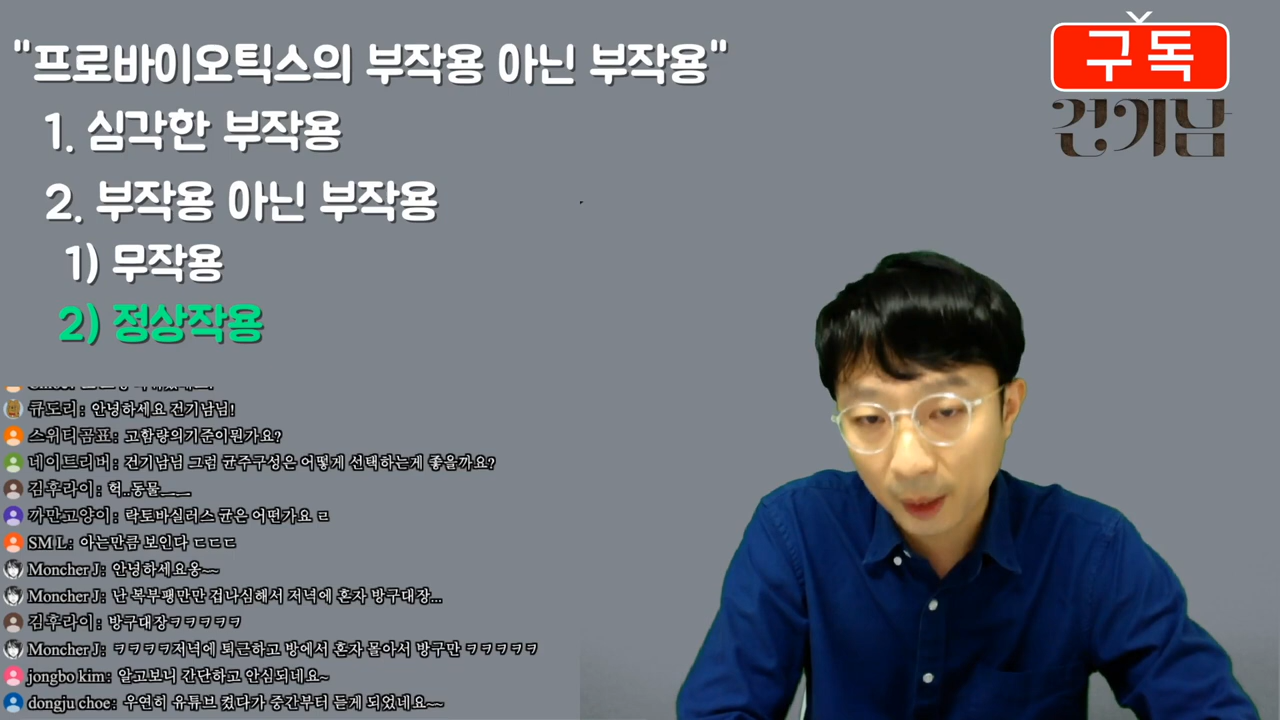 "프로바이오틱스의 부작용 아닌 부작용"
구독
건기남
1. 심각한 부작용
2. 부작용 아닌 부작용
1) 무작용
2) 정상작용
큐도리: 안녕하세요 건기남님!
스위티곰표: 고함량의기준이뭔가요?
네이트리버: 건기남님 그럼 균주구성은 어떻게 선택하는게 좋을까요?
김후라이: 헉..동물ㅡㅡ
까만고양이: 락토바실러스 균은 어떤가요 ㄹ
SM L: 아는만큼 보인다 ㄷㄷㄷ
Moncher J: 안녕하세요옹~~
Moncher J: 난 복부팽만만 겁나심해서 저녁에 혼자 방구대장...
김후라이: 방구대장ㅋㅋㅋㅋㅋ
Moncher J: ㅋㅋㅋㅋ저녁에 퇴근하고 방에서 혼자 몰아서 방구만 ㅋㅋㅋㅋㅋ
jongbo kim: 알고보니 간단하고 안심되네요~
dongju choe: 우연히 유튜브 켰다가 중간부터 듣게 되었네요~~